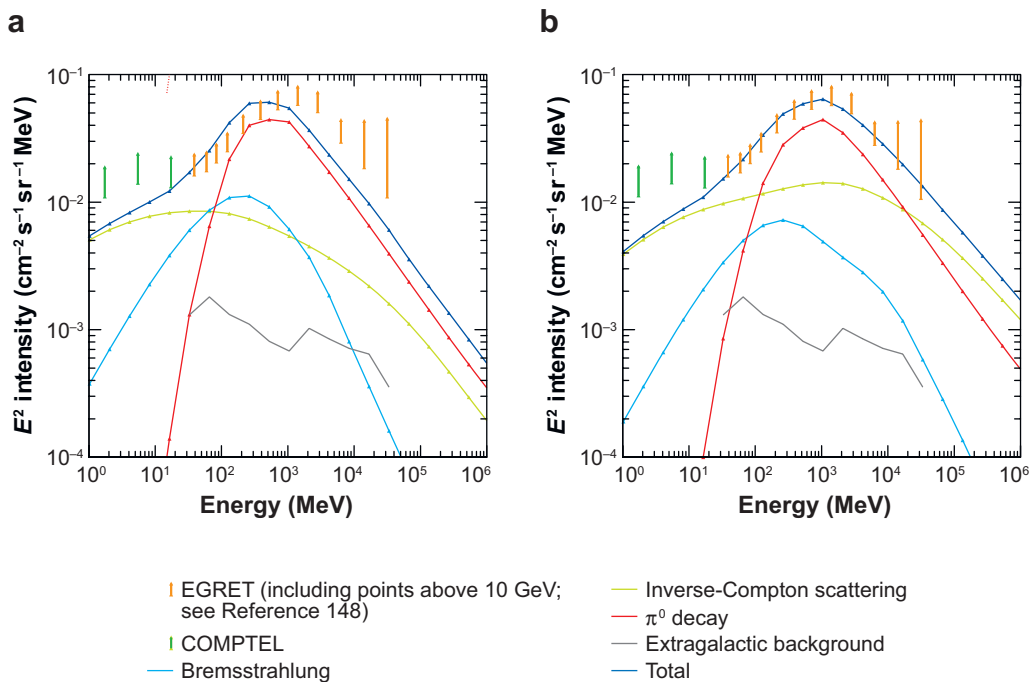 a
b
E² intensity (cm⁻² s⁻¹ sr⁻¹ MeV)
10⁻¹
10⁻²
10⁻³
10⁻⁴
10⁰ 10¹ 10² 10³ 10⁴ 10⁵ 10⁶
Energy (MeV)
E² intensity (cm⁻² s⁻¹ sr⁻¹ MeV)
10⁻¹
10⁻²
10⁻³
10⁻⁴
10⁰ 10¹ 10² 10³ 10⁴ 10⁵ 10⁶
Energy (MeV)
EGRET (including points above 10 GeV;
see Reference 148)
COMPTEL
Bremsstrahlung
Inverse-Compton scattering
π⁰ decay
Extragalactic background
Total